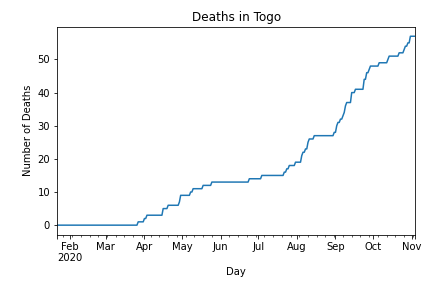 Deaths in Togo
Number of Deaths
50
40
30
20
10
0
Feb Mar Apr May Jun Jul Aug Sep Oct Nov
2020
Day